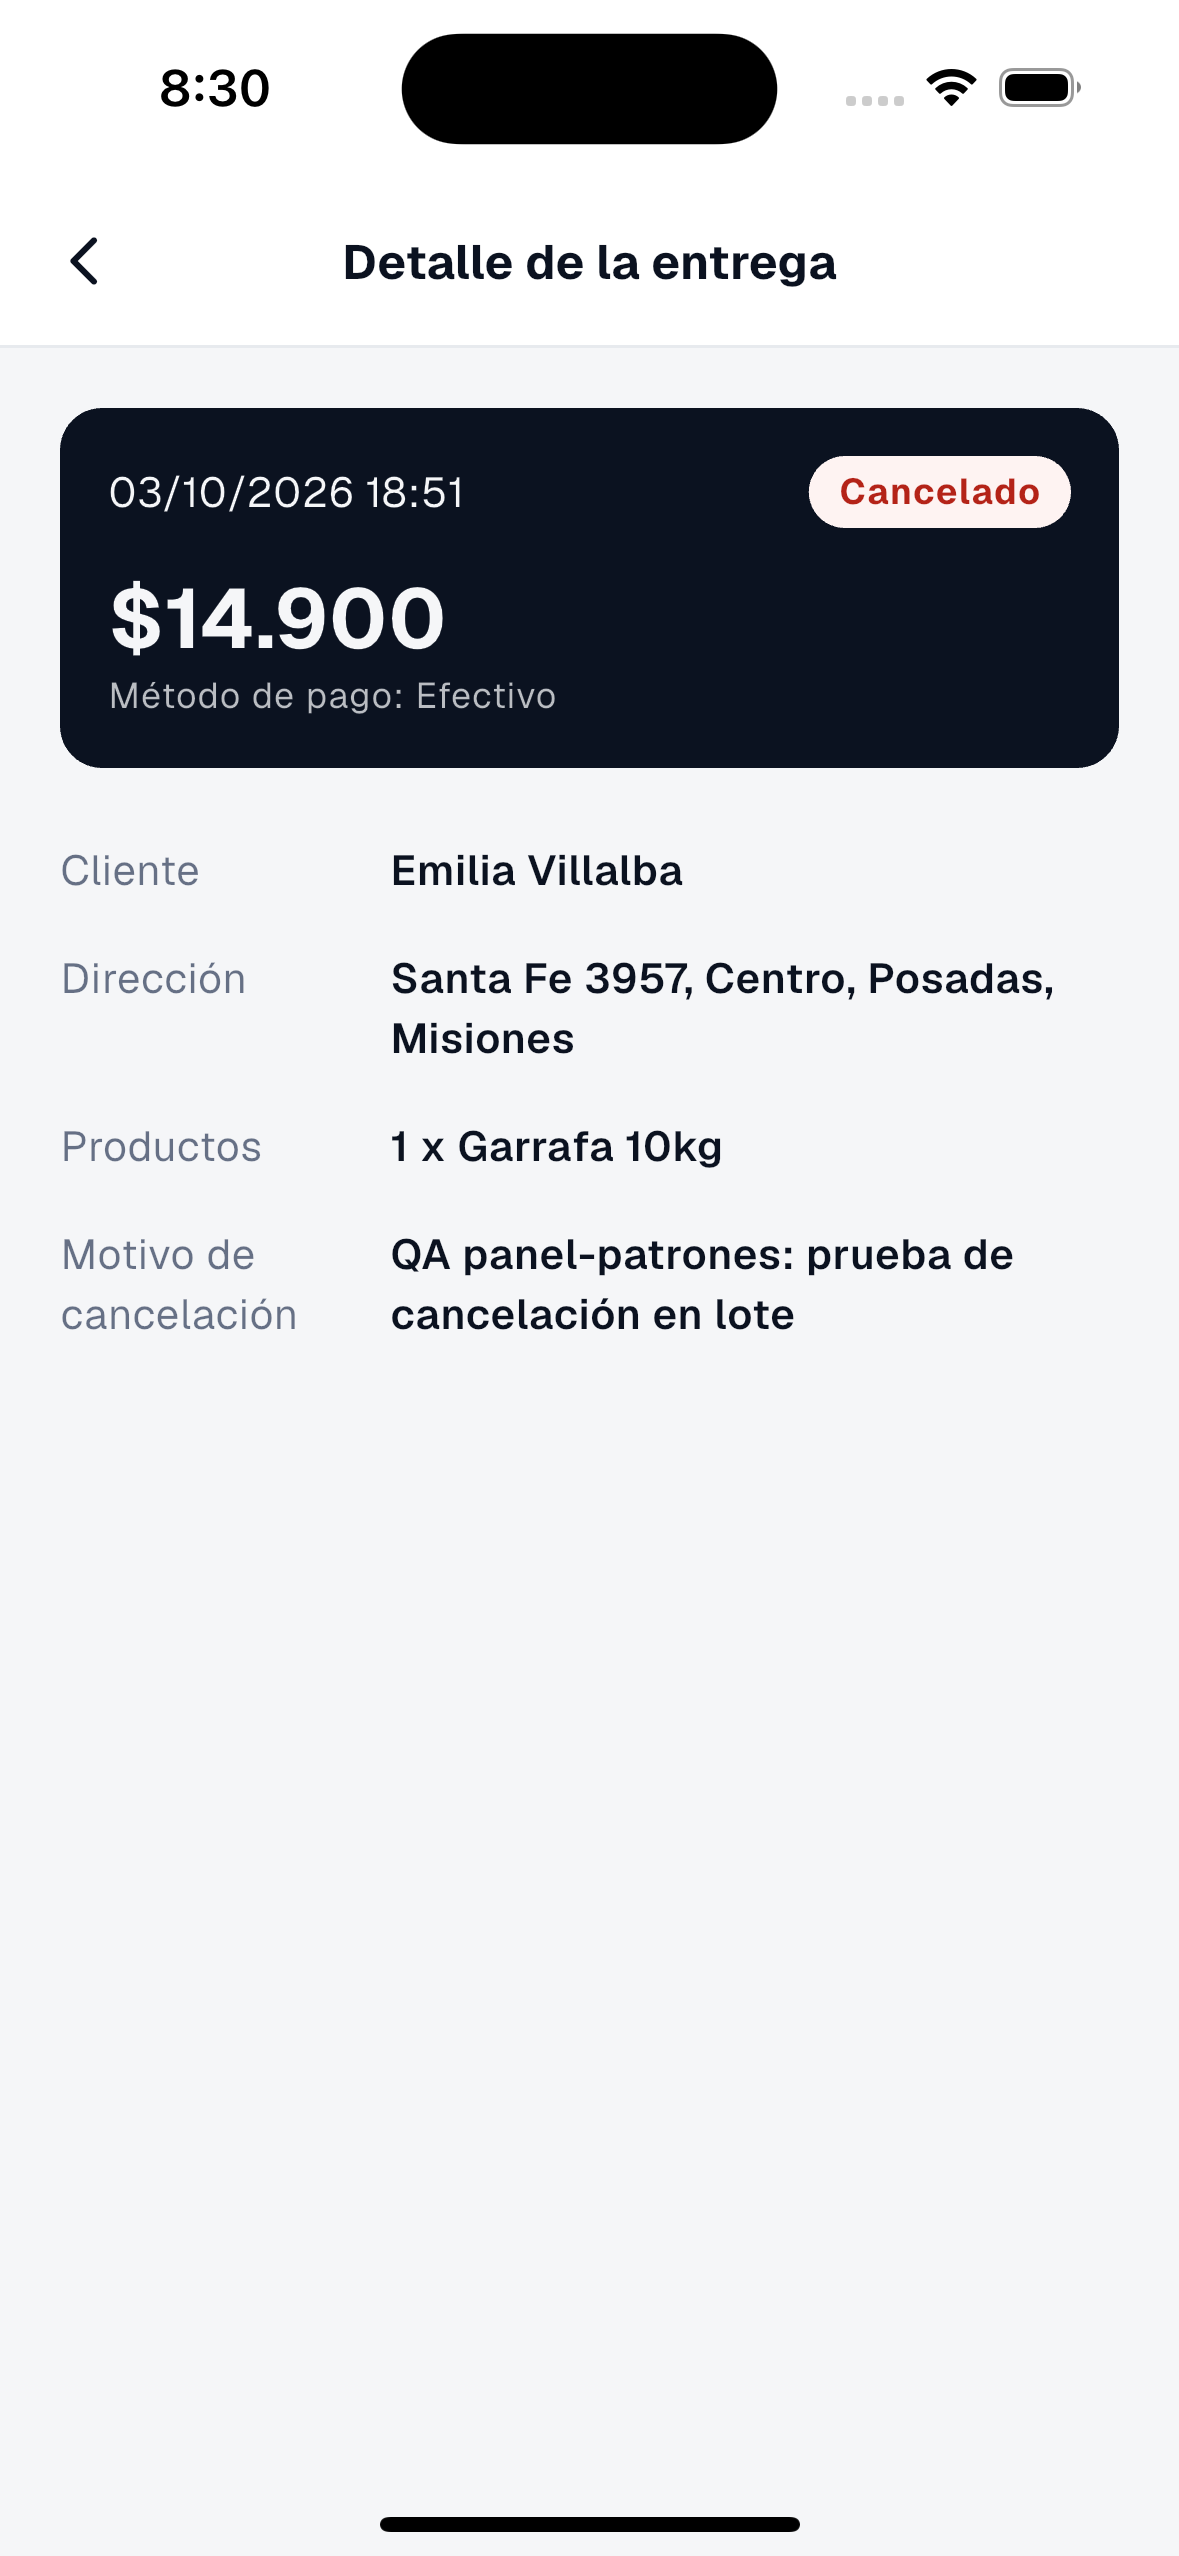 8:30
Detalle de la entrega
03/10/2026 18:51
Cancelado
$14.900
Método de pago: Efectivo
Cliente
Emilia Villalba
Dirección
Santa Fe 3957, Centro, Posadas,
Misiones
Productos
1 x Garrafa 10kg
Motivo de
cancelación
QA panel-patrones: prueba de
cancelación en lote